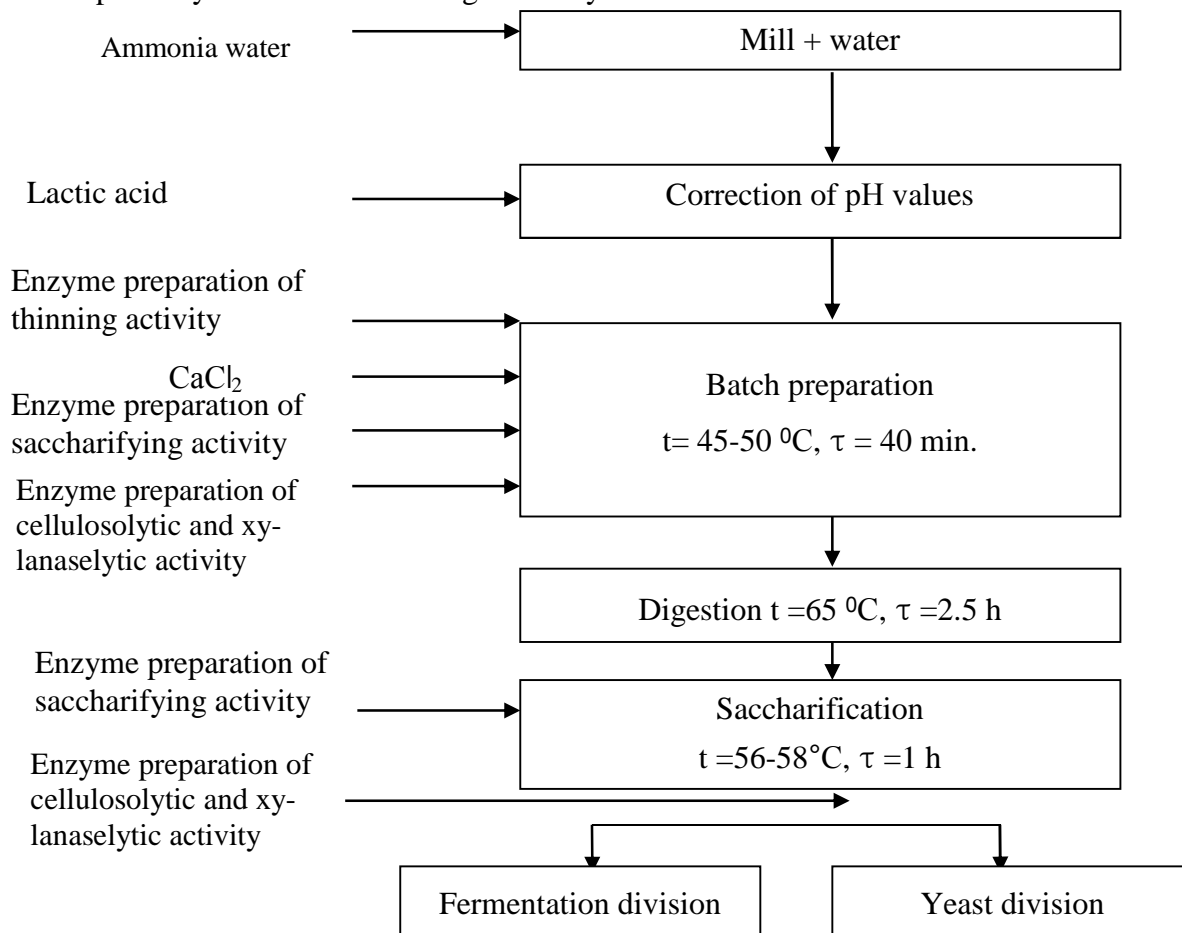 Ammonia water
Mill + water
Lactic acid
Correction of pH values
Enzyme preparation of
thinning activity
CaCl₂
Enzyme preparation of
saccharifying activity
Enzyme preparation of
cellulosolytic and xy-
lanaselytic activity
Batch preparation
t= 45-50 ⁰C, τ = 40 min.
Digestion t =65 ⁰C, τ =2.5 h
Enzyme preparation of
saccharifying activity
Saccharification
t =56-58°C, τ =1 h
Enzyme preparation of
cellulosolytic and xy-
lanaselytic activity
Fermentation division
Yeast division